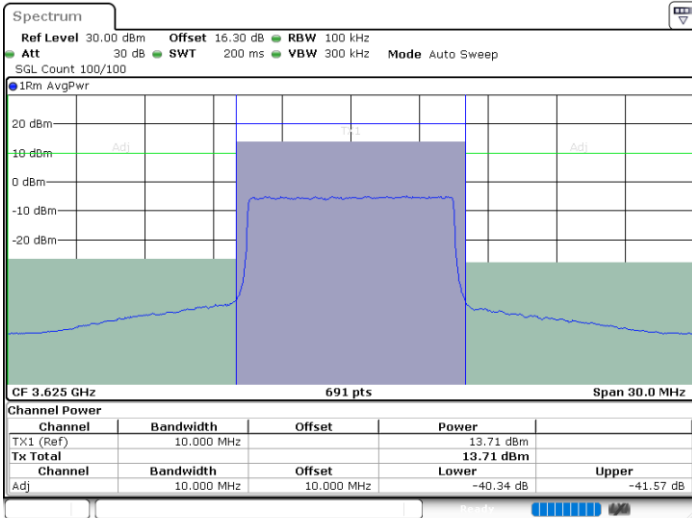 Spectrum
Ref Level 30.00 dBm Offset 16.30 dB RBW 100 kHz
Att 30 dB SWT 200 ms VBW 300 kHz Mode Auto Sweep
SGL Count 100/100
1Rm AvgPwr
20 dBm
TX1
Adj Adj
10 dBm
0 dBm
-10 dBm
-20 dBm
CF 3.625 GHz 691 pts Span 30.0 MHz
Channel Power
Channel Bandwidth Offset Power
TX1 (Ref) 10.000 MHz 13.71 dBm
Tx Total 13.71 dBm
Channel Bandwidth Offset Lower Upper
Adj 10.000 MHz 10.000 MHz -40.34 dB -41.57 dB
Ready